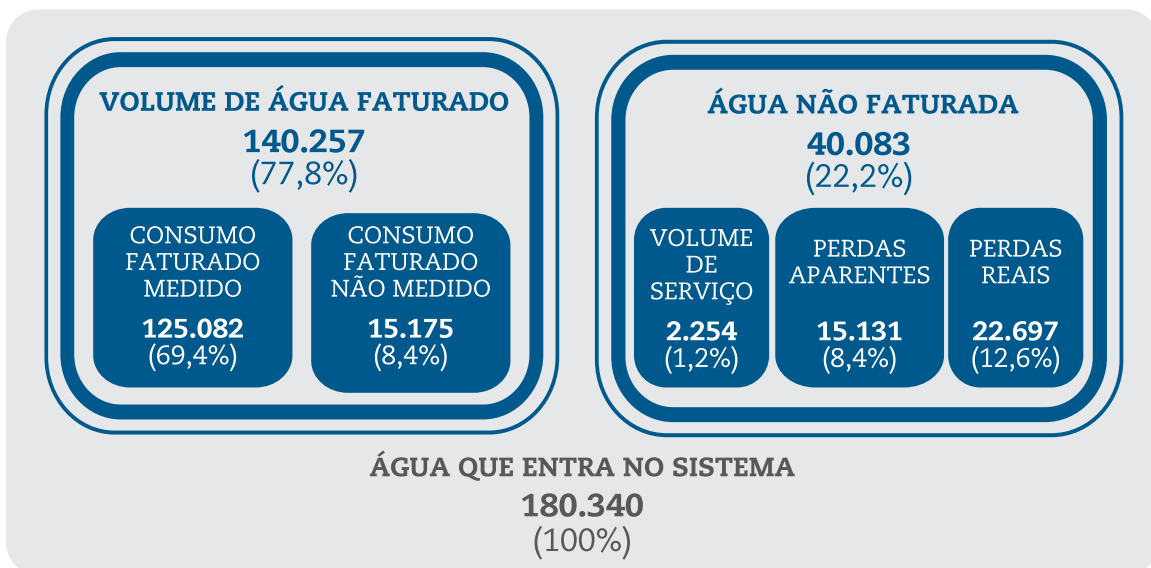 VOLUME DE ÁGUA FATURADO
140.257
(77,8%)
CONSUMO
FATURADO
MEDIDO
125.082
(69,4%)
CONSUMO
FATURADO
NÃO MEDIDO
15.175
(8,4%)
ÁGUA NÃO FATURADA
40.083
(22,2%)
VOLUME
DE
SERVIÇO
2.254
(1,2%)
PERDAS
APARENTES
15.131
(8,4%)
PERDAS
REAIS
22.697
(12,6%)
ÁGUA QUE ENTRA NO SISTEMA
180.340
(100%)